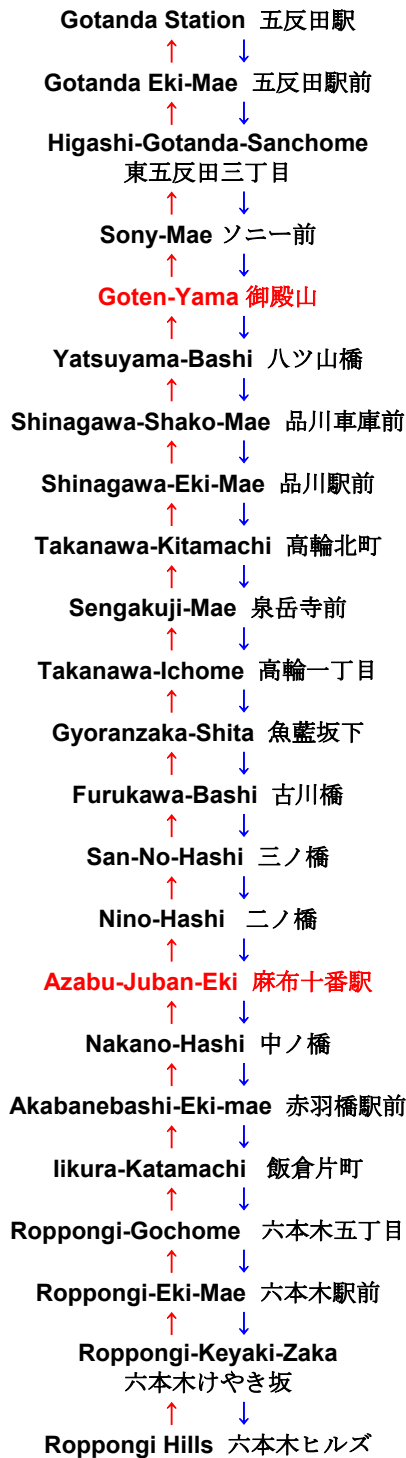 Gotanda Station 五反田駅
↑ ↓
Gotanda Eki-Mae 五反田駅前
↑ ↓
Higashi-Gotanda-Sanchome
東五反田三丁目
↑ ↓
Sony-Mae ソニー前
↑ ↓
Goten-Yama 御殿山
↑ ↓
Yatsuyama-Bashi 八ツ山橋
↑ ↓
Shinagawa-Shako-Mae 品川車庫前
↑ ↓
Shinagawa-Eki-Mae 品川駅前
↑ ↓
Takanawa-Kitamachi 高輪北町
↑ ↓
Sengakuji-Mae 泉岳寺前
↑ ↓
Takanawa-Ichome 高輪一丁目
↑ ↓
Gyoranzaka-Shita 魚藍坂下
↑ ↓
Furukawa-Bashi 古川橋
↑ ↓
San-No-Hashi 三ノ橋
↑ ↓
Nino-Hashi 二ノ橋
↑ ↓
Azabu-Juban-Eki 麻布十番駅
↑ ↓
Nakano-Hashi 中ノ橋
↑ ↓
Akabanebashi-Eki-mae 赤羽橋駅前
↑ ↓
Iikura-Katamachi 飯倉片町
↑ ↓
Roppongi-Gochome 六本木五丁目
↑ ↓
Roppongi-Eki-Mae 六本木駅前
↑ ↓
Roppongi-Keyaki-Zaka
六本木けやき坂
↑ ↓
Roppongi Hills 六本木ヒルズ